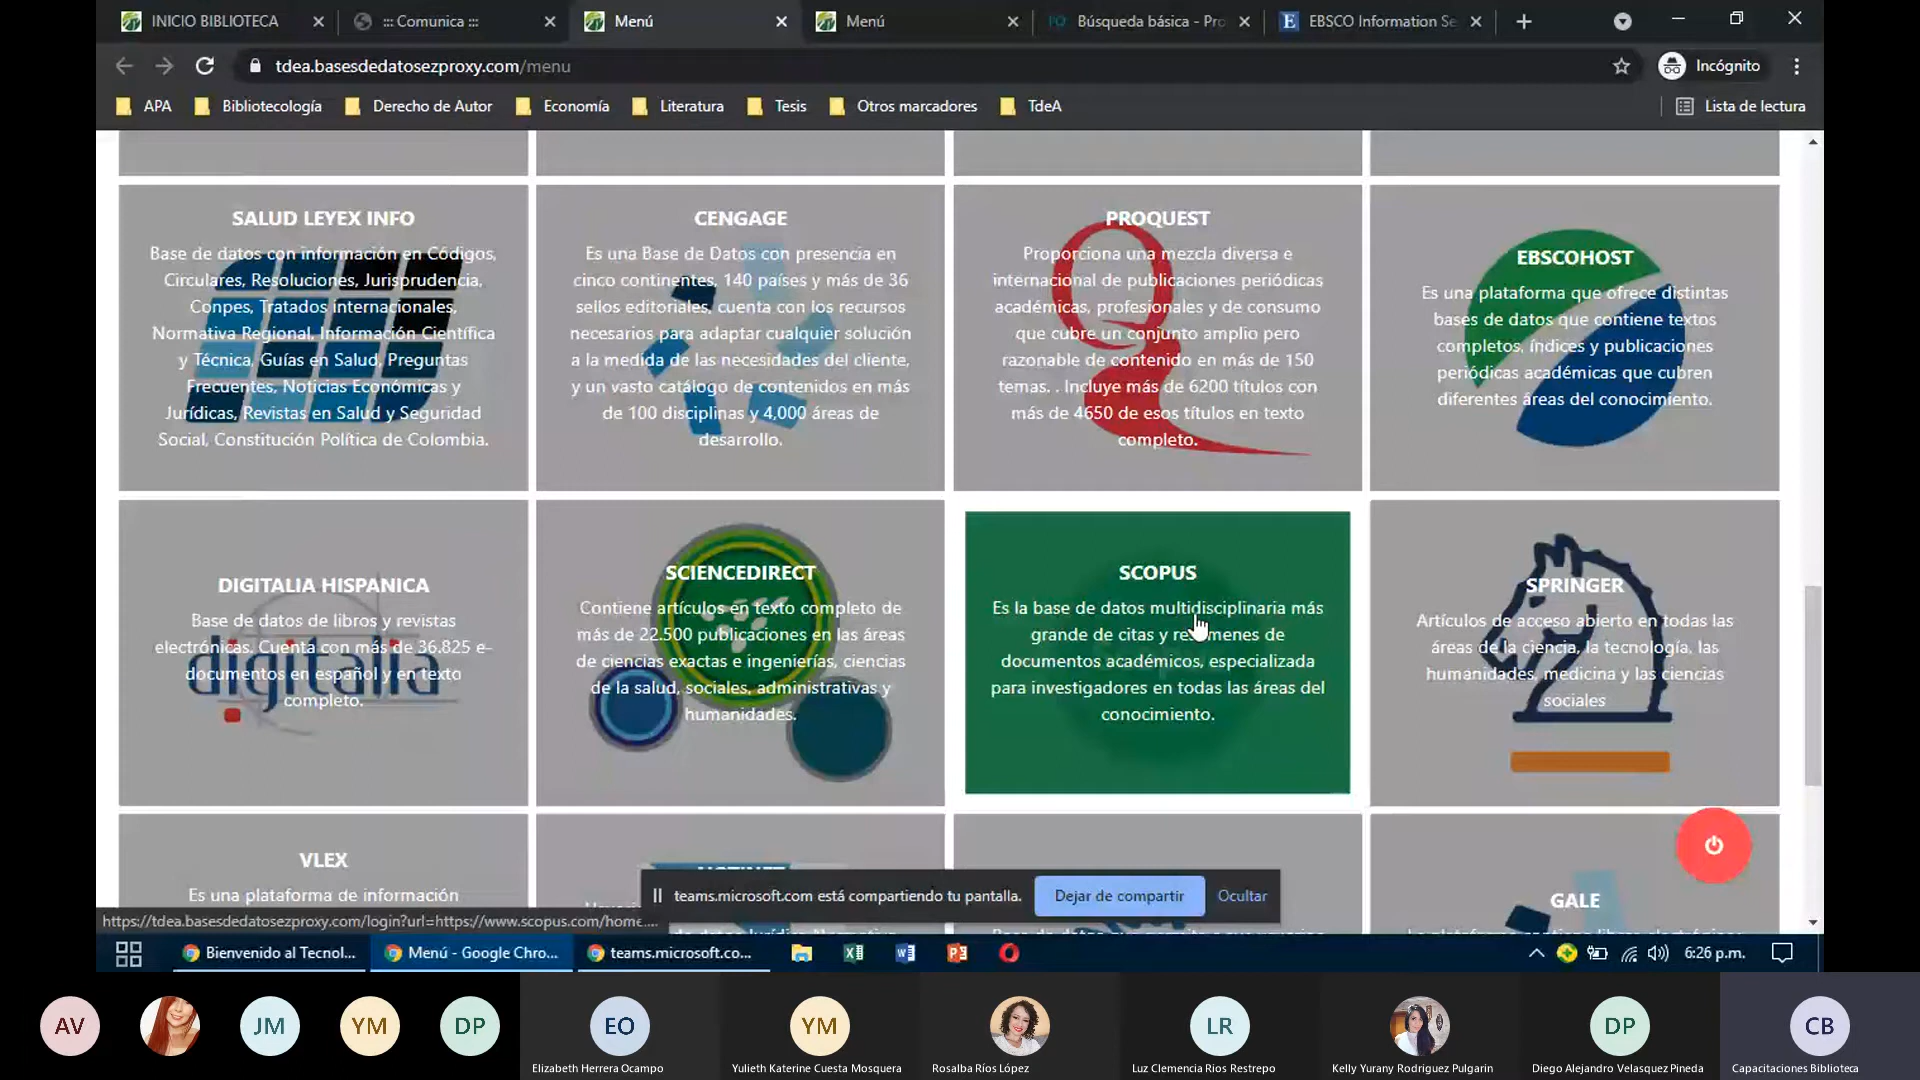 INICIO BIBLIOTECA
::: Comunica :::
Menú
Menú
Búsqueda básica - Pro
EBSCO Information Se
tdea.basesdedatosezproxy.com/menu
Incógnito
APA
Bibliotecología
Derecho de Autor
Economía
Literatura
Tesis
Otros marcadores
TdeA
Lista de lectura
SALUD LEYEX INFO
Base de datos con información en Códigos,
Circulares, Resoluciones, Jurisprudencia,
Conpes, Tratados internacionales,
Normativa Regional, Información Científica
y Técnica, Guías en Salud, Preguntas
Frecuentes, Noticias Económicas y
Jurídicas, Revistas en Salud y Seguridad
Social, Constitución Política de Colombia.
CENGAGE
Es una Base de Datos con presencia en
cinco continentes, 140 países y más de 36
sellos editoriales, cuenta con los recursos
necesarios para adaptar cualquier solución
a la medida de las necesidades del cliente,
y un vasto catálogo de contenidos en más
de 100 disciplinas y 4,000 áreas de
desarrollo.
PROQUEST
Proporciona una mezcla diversa e
internacional de publicaciones periódicas
académicas, profesionales y de consumo
que cubre un conjunto amplio pero
razonable de contenido en más de 150
temas. . Incluye más de 6200 títulos con
más de 4650 de esos títulos en texto
completo.
EBSCOHOST
Es una plataforma que ofrece distintas
bases de datos que contiene textos
completos, índices y publicaciones
periódicas académicas que cubren
diferentes áreas del conocimiento.
DIGITALIA HISPANICA
Base de datos de libros y revistas
electrónicas. Cuenta con más de 36.825 e-
documentos en español y en texto
completo.
digitalia
SCIENCEDIRECT
Contiene artículos en texto completo de
más de 22.500 publicaciones en las áreas
de ciencias exactas e ingenierías, ciencias
de la salud, sociales, administrativas y
humanidades.
SCOPUS
Es la base de datos multidisciplinaria más
grande de citas y resúmenes de
documentos académicos, especializada
para investigadores en todas las áreas del
conocimiento.
SPRINGER
Artículos de acceso abierto en todas las
áreas de la ciencia, la tecnología, las
humanidades, medicina y las ciencias
sociales
VLEX
Es una plataforma de información
GALE
teams.microsoft.com está compartiendo tu pantalla.
Dejar de compartir
Ocultar
https://tdea.basesdedatosezproxy.com/login?url=https://www.scopus.com/home....
Bienvenido al Tecnol...
Menú - Google Chro...
teams.microsoft.co...
6:26 p.m.
AV
JM
YM
DP
EO
YM
LR
DP
CB
Elizabeth Herrera Ocampo
Yulieth Katerine Cuesta Mosquera
Rosalba Ríos López
Luz Clemencia Rios Restrepo
Kelly Yurany Rodriguez Pulgarin
Diego Alejandro Velasquez Pineda
Capacitaciones Biblioteca